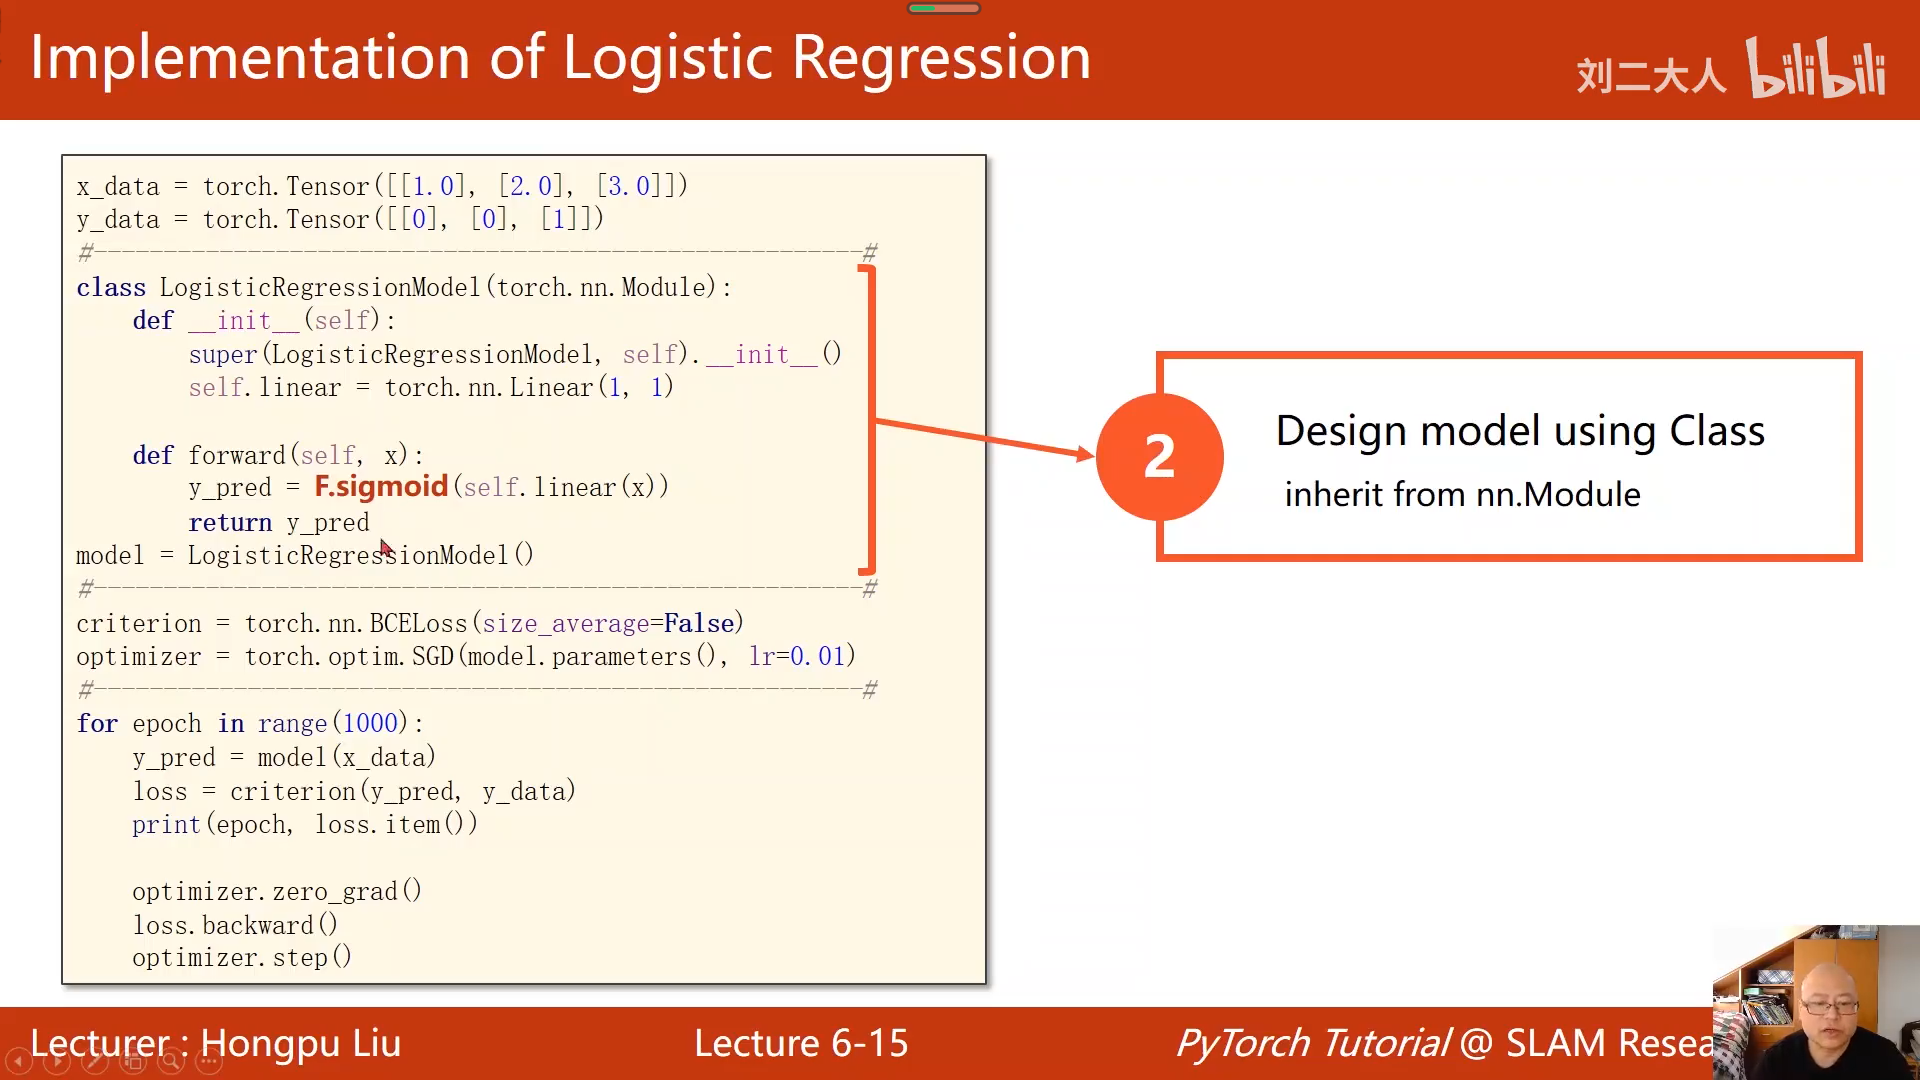 Implementation of Logistic Regression
刘二大人 bilibili
x_data = torch.Tensor([[1.0], [2.0], [3.0]])
y_data = torch.Tensor([[0], [0], [1]])
#-------------------------------------------------------#
class LogisticRegressionModel(torch.nn.Module):
    def __init__(self):
        super(LogisticRegressionModel, self).__init__()
        self.linear = torch.nn.Linear(1, 1)
    def forward(self, x):
        y_pred = F.sigmoid(self.linear(x))
        return y_pred
model = LogisticRegressionModel()
#-------------------------------------------------------#
criterion = torch.nn.BCELoss(size_average=False)
optimizer = torch.optim.SGD(model.parameters(), lr=0.01)
#-------------------------------------------------------#
for epoch in range(1000):
    y_pred = model(x_data)
    loss = criterion(y_pred, y_data)
    print(epoch, loss.item())
    optimizer.zero_grad()
    loss.backward()
    optimizer.step()
2
Design model using Class
inherit from nn.Module
Lecturer : Hongpu Liu
Lecture 6-15
PyTorch Tutorial @ SLAM Resea